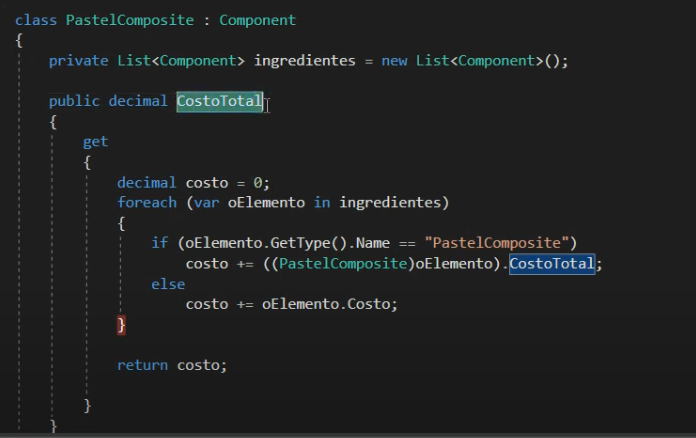 class PastelComposite : Component
{
    private List<Component> ingredientes = new List<Component>();

    public decimal CostoTotal
    {
        get
        {
            decimal costo = 0;
            foreach (var oElemento in ingredientes)
            {
                if (oElemento.GetType().Name == "PastelComposite")
                    costo += ((PastelComposite)oElemento).CostoTotal;
                else
                    costo += oElemento.Costo;
            }

            return costo;

        }
    }